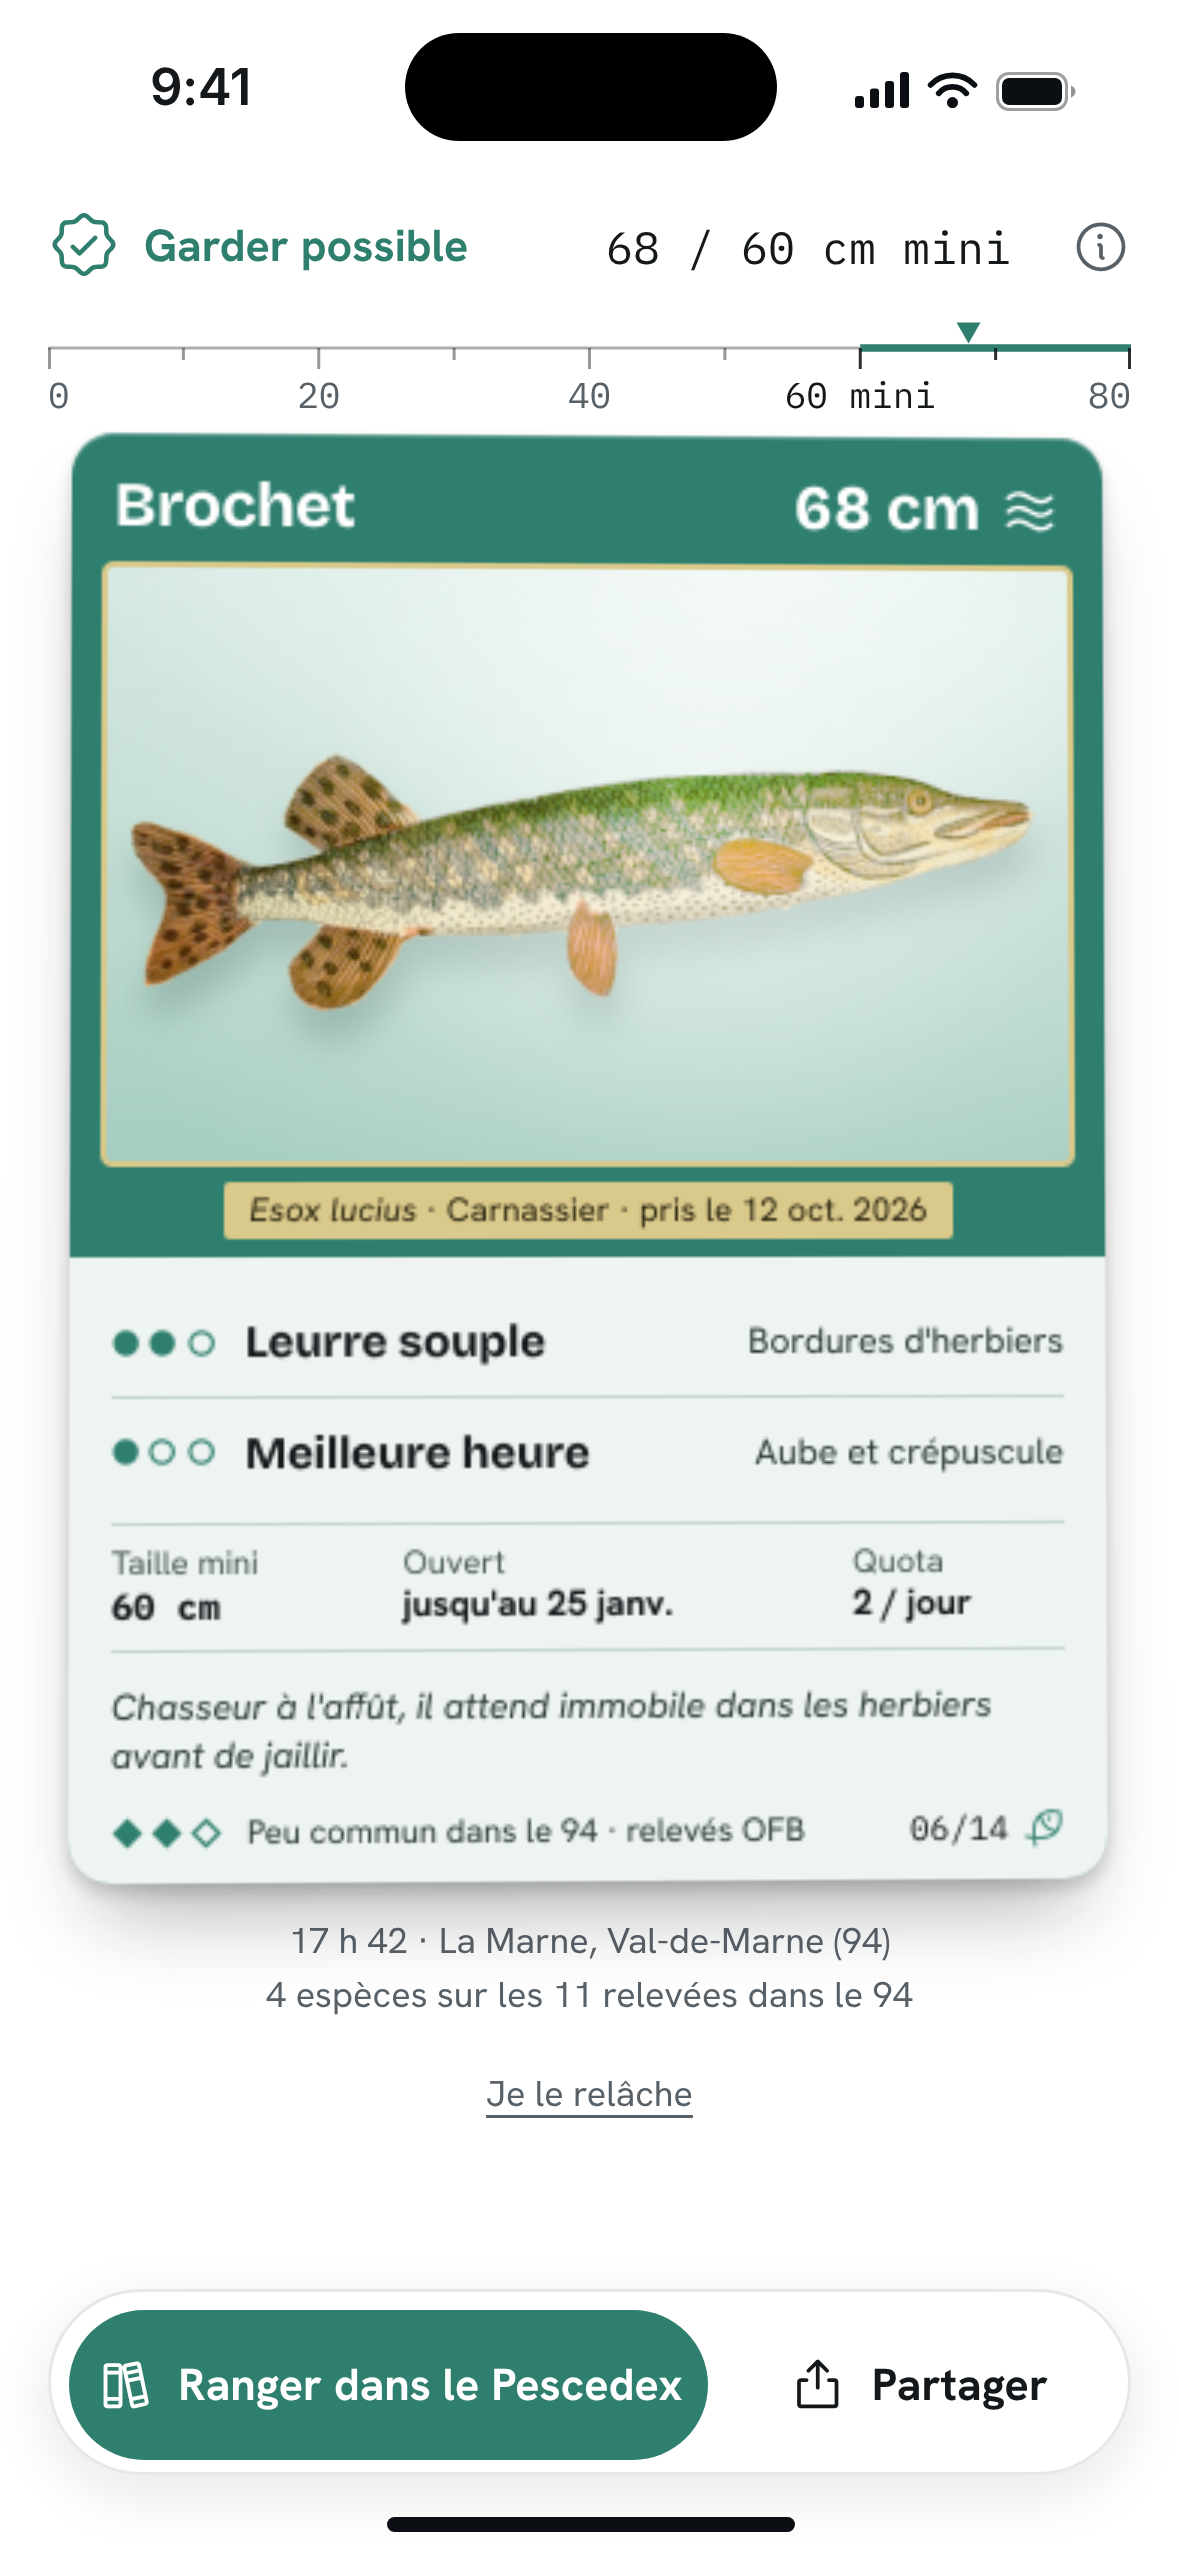 9:41
Garder possible 68 / 60 cm mini
0 20 40 60 mini 80
Brochet 68 cm
Esox lucius · Carnassier · pris le 12 oct. 2026
Leurre souple Bordures d'herbiers
Meilleure heure Aube et crépuscule
Taille mini Ouvert Quota
60 cm jusqu'au 25 janv. 2 / jour
Chasseur à l'affût, il attend immobile dans les herbiers
avant de jaillir.
Peu commun dans le 94 · relevés OFB 06/14
17 h 42 · La Marne, Val-de-Marne (94)
4 espèces sur les 11 relevées dans le 94
Je le relâche
Ranger dans le Pescedex Partager